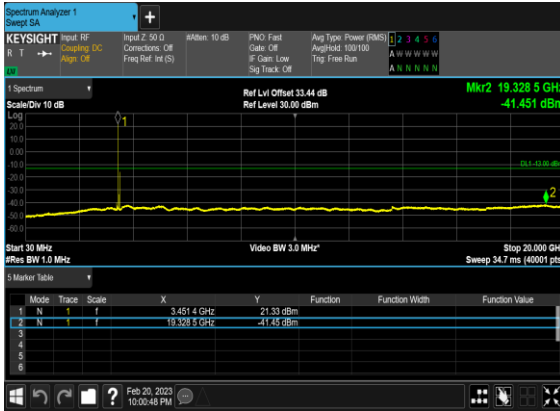 Spectrum Analyzer 1
Swept SA
+
KEYSIGHT
R T
LV
Input: RF
Coupling: DC
Align: Off
Input Z: 50 Ω
Corrections: Off
Freq Ref: Int (S)
#Atten: 10 dB
PNO: Fast
Gate: Off
IF Gain: Low
Sig Track: Off
Avg Type: Power (RMS)
Avg|Hold: 100/100
Trig: Free Run
1 2 3 4 5 6
A W W W W W
A N N N N N
1 Spectrum
Scale/Div 10 dB
Ref Lvl Offset 33.44 dB
Ref Level 30.00 dBm
Mkr2 19.328 5 GHz
-41.451 dBm
Log
20.0
10.0
0.00
-10.0
-20.0
-30.0
-40.0
-50.0
-60.0
1
DL1 -13.00 dBm
2
Start 30 MHz
#Res BW 1.0 MHz
Video BW 3.0 MHz*
Stop 20.000 GHz
Sweep 34.7 ms (40001 pts)
5 Marker Table
Mode Trace Scale X Y Function Function Width Function Value
1 N 1 f 3.451 4 GHz 21.33 dBm
2 N 1 f 19.328 5 GHz -41.45 dBm
3
4
5
6
?
Feb 20, 2023
10:00:48 PM